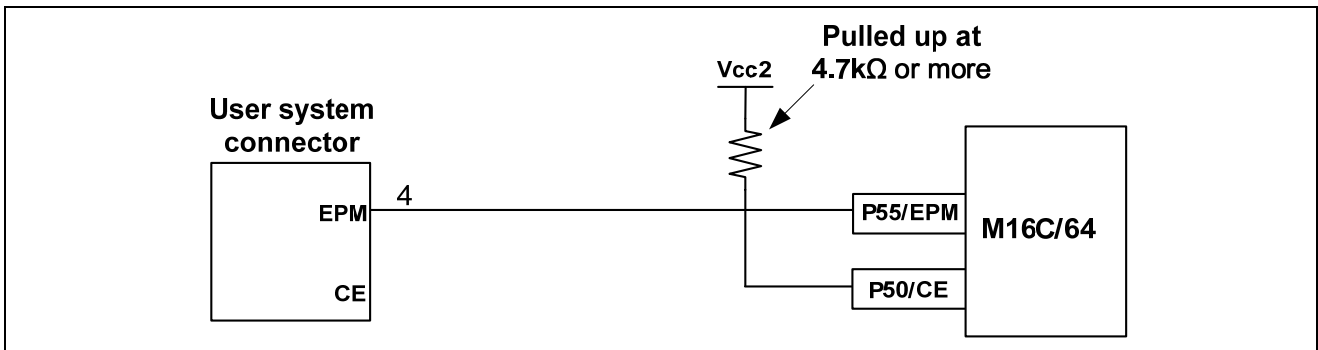 Pulled up at
4.7kΩ or more
Vcc2
User system
connector
4
EPM
P55/EPM
M16C/64
CE
P50/CE